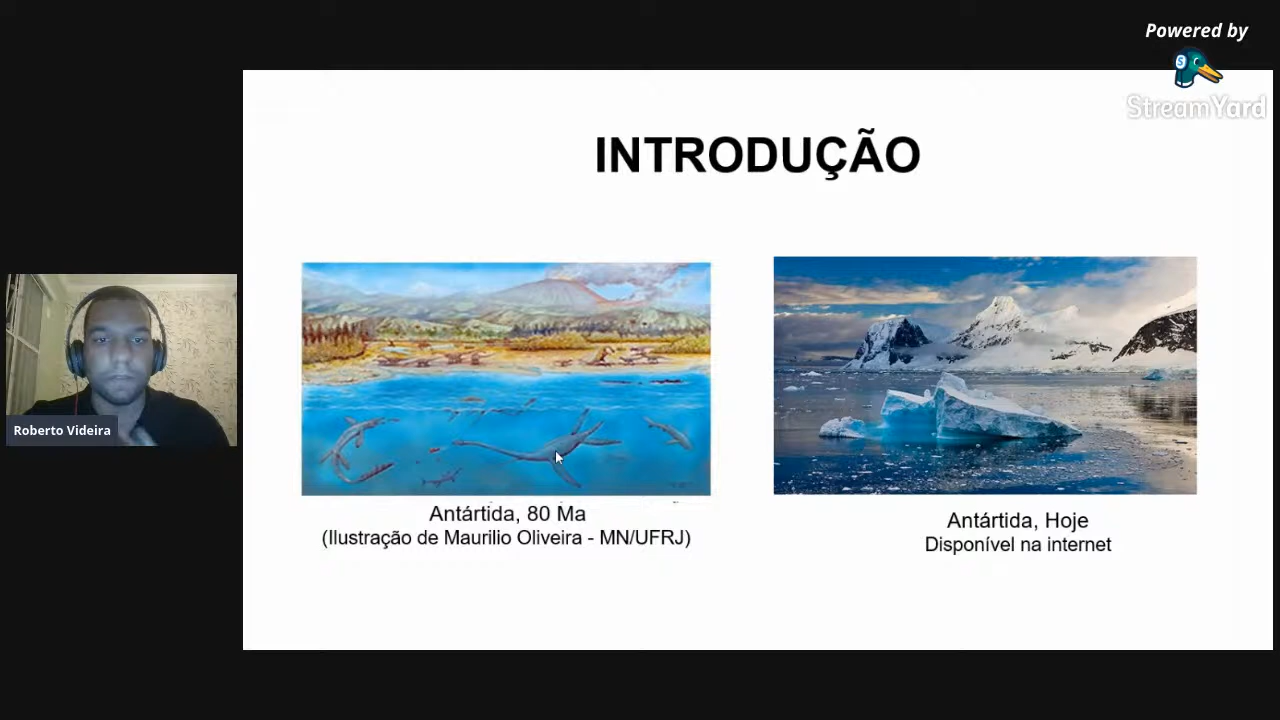 Powered by
StreamYard
INTRODUÇÃO
Roberto Videira
Antártida, 80 Ma
(Ilustração de Maurilio Oliveira - MN/UFRJ)
Antártida, Hoje
Disponível na internet